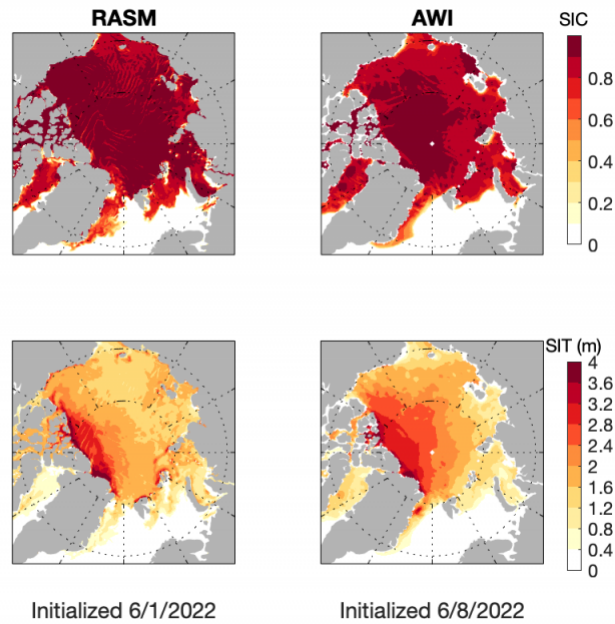 RASM
AWI
SIC
0.8
0.6
0.4
0.2
0
SIT (m)
4
3.6
3.2
2.8
2.4
2
1.6
1.2
0.8
0.4
0
Initialized 6/1/2022
Initialized 6/8/2022